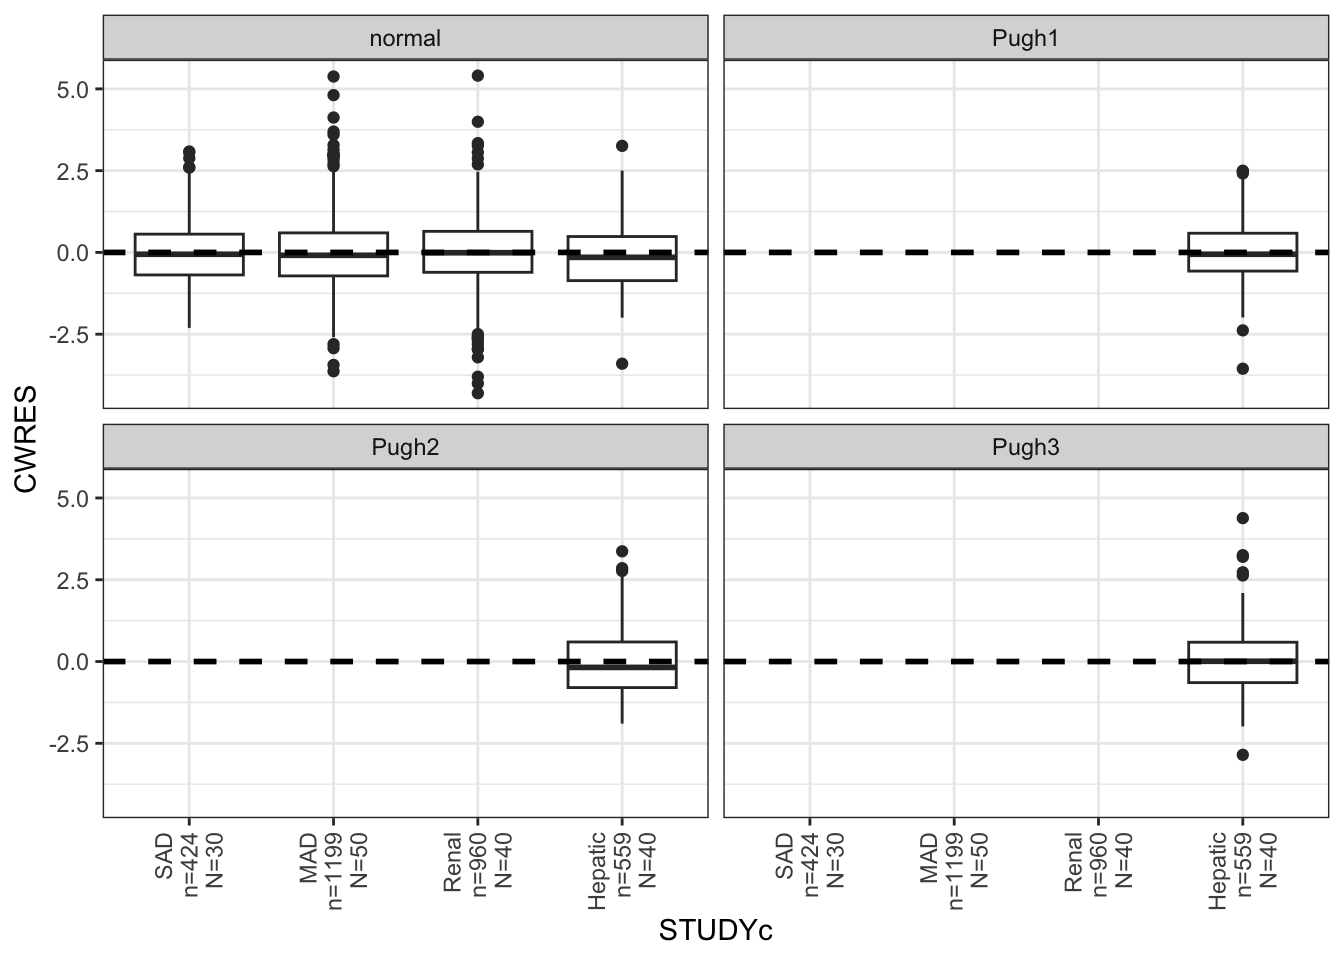 normal
Pugh1
5.0
2.5
0.0
-2.5
Pugh2
Pugh3
5.0
2.5
0.0
-2.5
CWRES
SAD
n=424
N=30
MAD
n=1199
N=50
Renal
n=960
N=40
Hepatic
n=559
N=40
SAD
n=424
N=30
MAD
n=1199
N=50
Renal
n=960
N=40
Hepatic
n=559
N=40
STUDYc